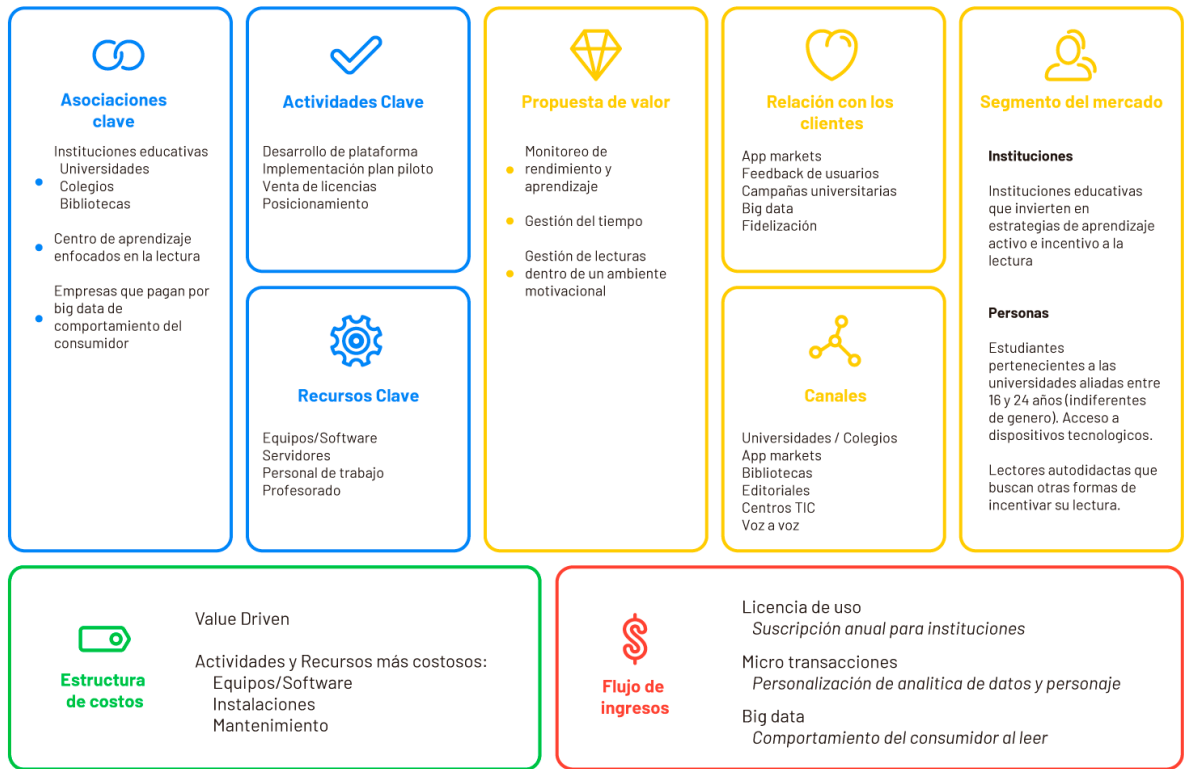 Asociaciones
clave
Instituciones educativas
Universidades
Colegios
Bibliotecas
Centro de aprendizaje
enfocados en la lectura
Empresas que pagan por
big data de
comportamiento del
consumidor
Actividades Clave
Desarrollo de plataforma
Implementación plan piloto
Venta de licencias
Posicionamiento
Recursos Clave
Equipos/Software
Servidores
Personal de trabajo
Profesorado
Propuesta de valor
Monitoreo de
rendimiento y
aprendizaje
Gestión del tiempo
Gestión de lecturas
dentro de un ambiente
motivacional
Relación con los
clientes
App markets
Feedback de usuarios
Campañas universitarias
Big data
Fidelización
Canales
Universidades / Colegios
App markets
Bibliotecas
Editoriales
Centros TIC
Voz a voz
Segmento del mercado
Instituciones
Instituciones educativas
que invierten en
estrategias de aprendizaje
activo e incentivo a la
lectura
Personas
Estudiantes
pertenecientes a las
universidades aliadas entre
16 y 24 años (indiferentes
de genero). Acceso a
dispositivos tecnologicos.
Lectores autodidactas que
buscan otras formas de
incentivar su lectura.
Estructura
de costos
Value Driven
Actividades y Recursos más costosos:
Equipos/Software
Instalaciones
Mantenimiento
Flujo de
ingresos
Licencia de uso
Suscripción anual para instituciones
Micro transacciones
Personalización de analitica de datos y personaje
Big data
Comportamiento del consumidor al leer